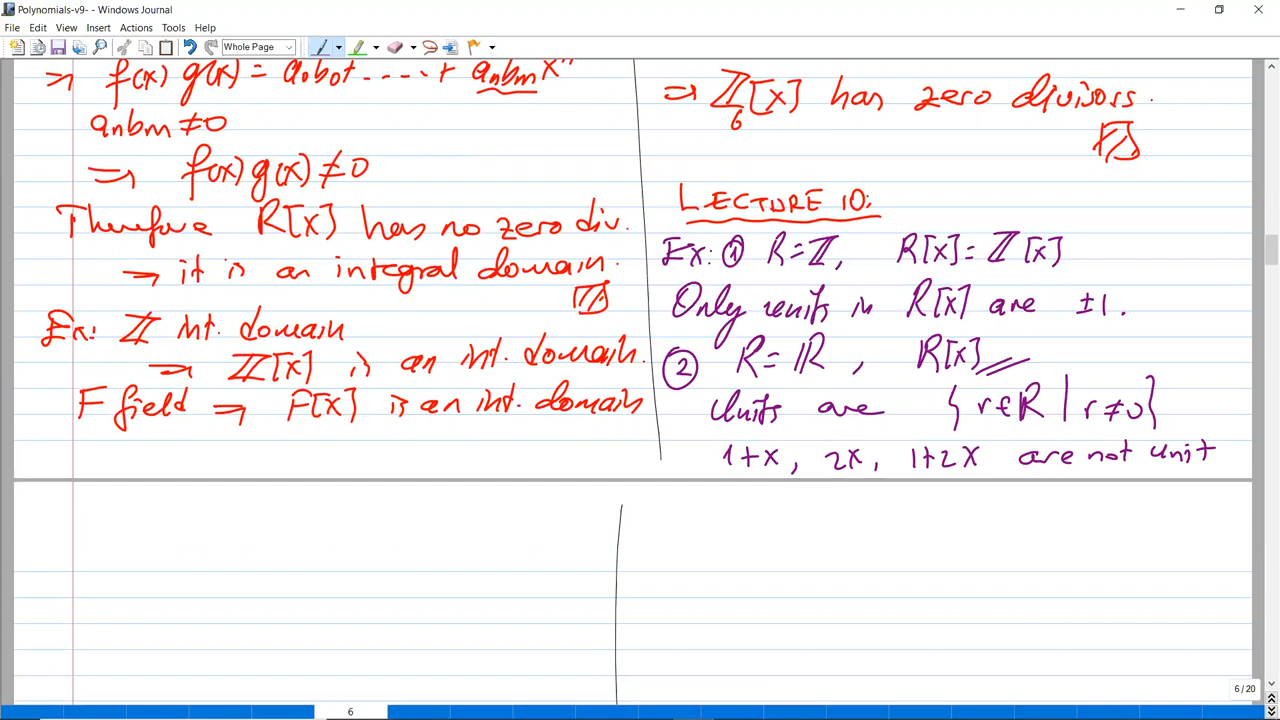 Polynomials-v9- - Windows Journal
File Edit View Insert Actions Tools Help
Whole Page
⇒ f(x) g(x) = a0b0+ ......+ anbm x
anbm ≠ 0
⇒ f(x) g(x) ≠ 0
Therefore R[x] has no zero div.
→ it is an integral domain.
Ex: ℤ int. domain
⇒ ℤ[x] is an int. domain.
F field ⇒ F[x] is an int. domain
⇒ ℤ6[x] has zero divisors.
LECTURE 10:
Ex: ① R=ℤ, R[x]=ℤ[x]
Only units in R[x] are ±1.
② R=ℝ, ℝ[x]
Units are {r∈ℝ | r≠0}
1+x, 2x, 1+2x are not unit
6 / 20
6